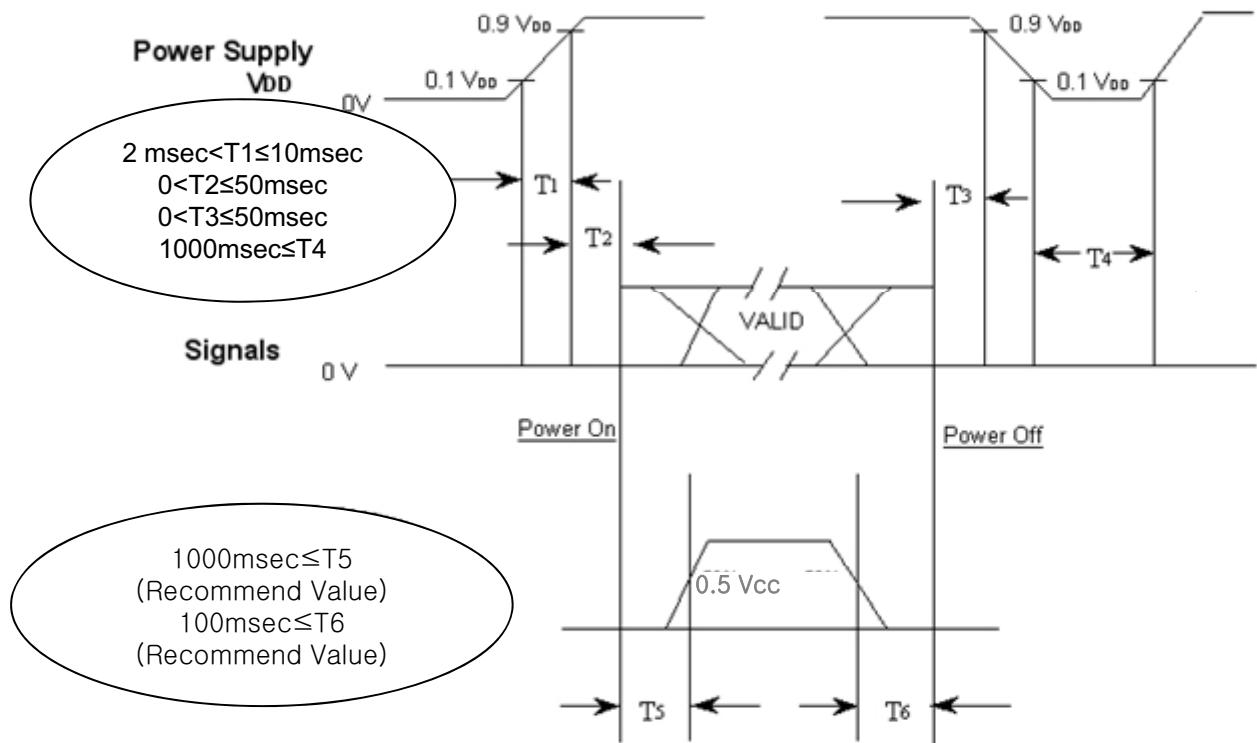 0.9 VDD
0.9 VDD
Power Supply
VDD
0.1 VDD
0.1 VDD
0V
2 msec<T1≤10msec
0<T2≤50msec
0<T3≤50msec
1000msec≤T4
T1
T3
T2
T4
VALID
Signals
0 V
Power On
Power Off
1000msec≤T5
(Recommend Value)
100msec≤T6
(Recommend Value)
0.5 Vcc
T5
T6